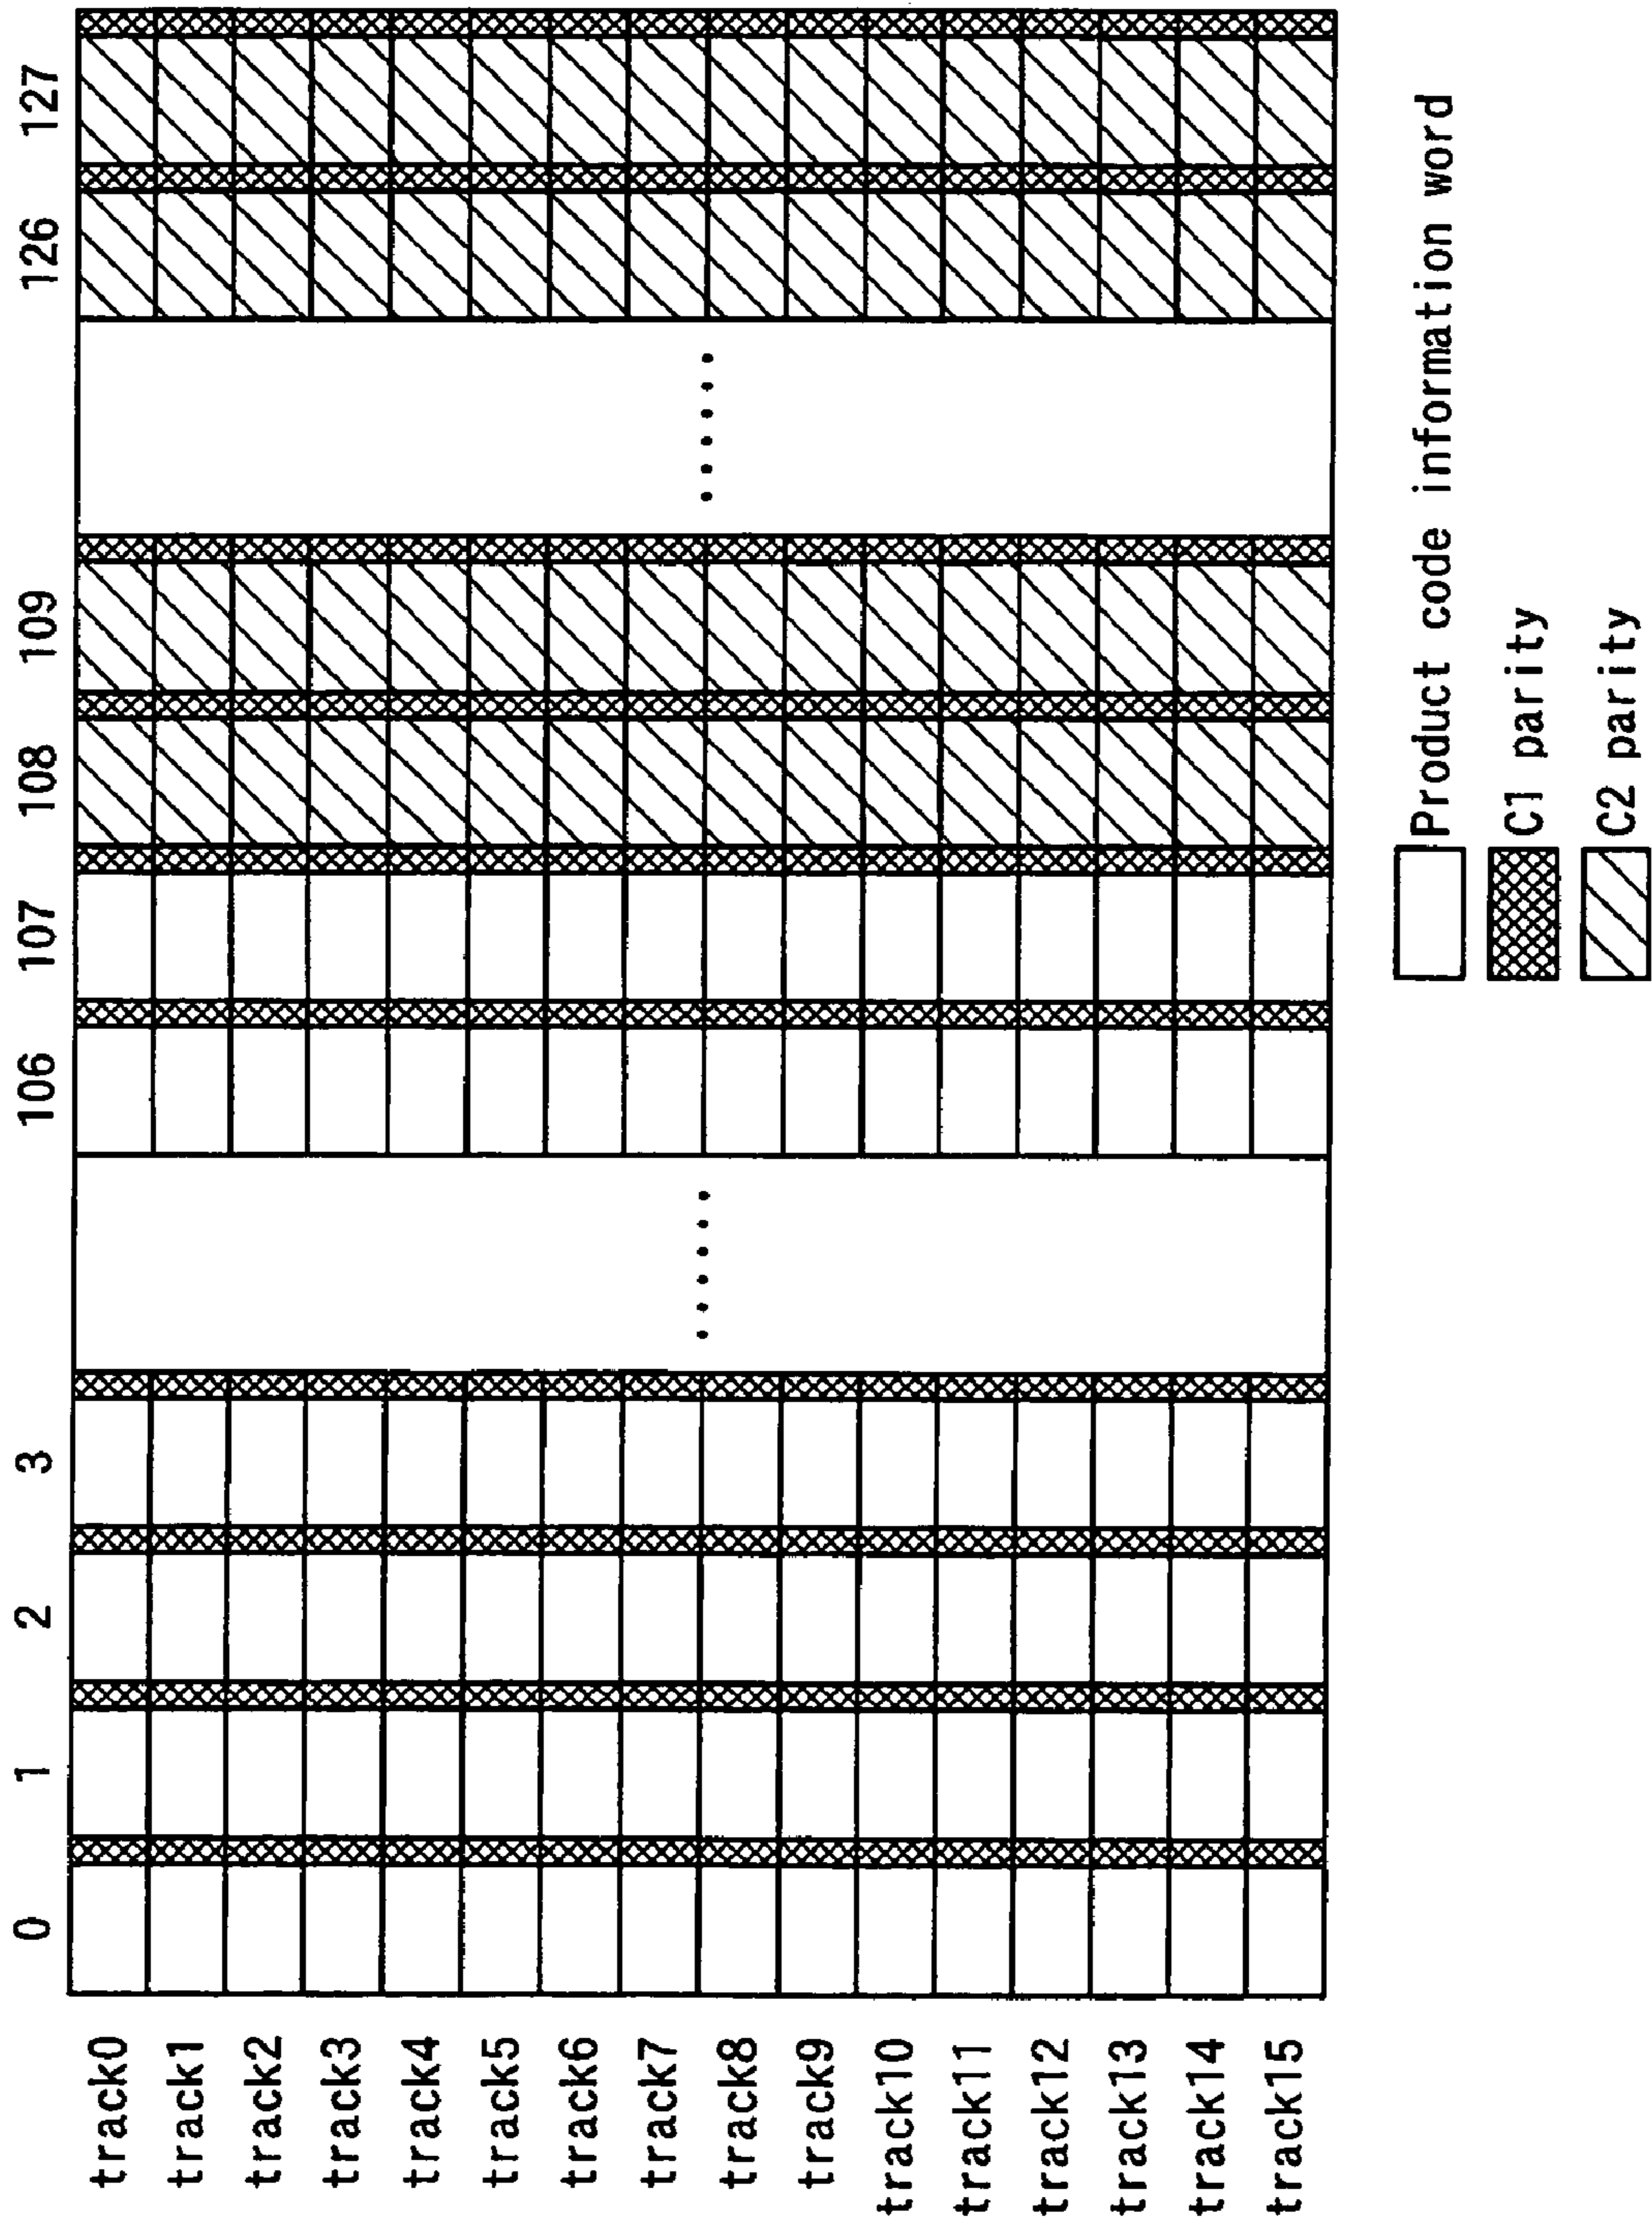 0 1 2 3 106 107 108 109 126 127
track0
track1
track2
track3
track4
track5
track6
track7
track8
track9
track10
track11
track12
track13
track14
track15
Product code information word
C1 parity
C2 parity